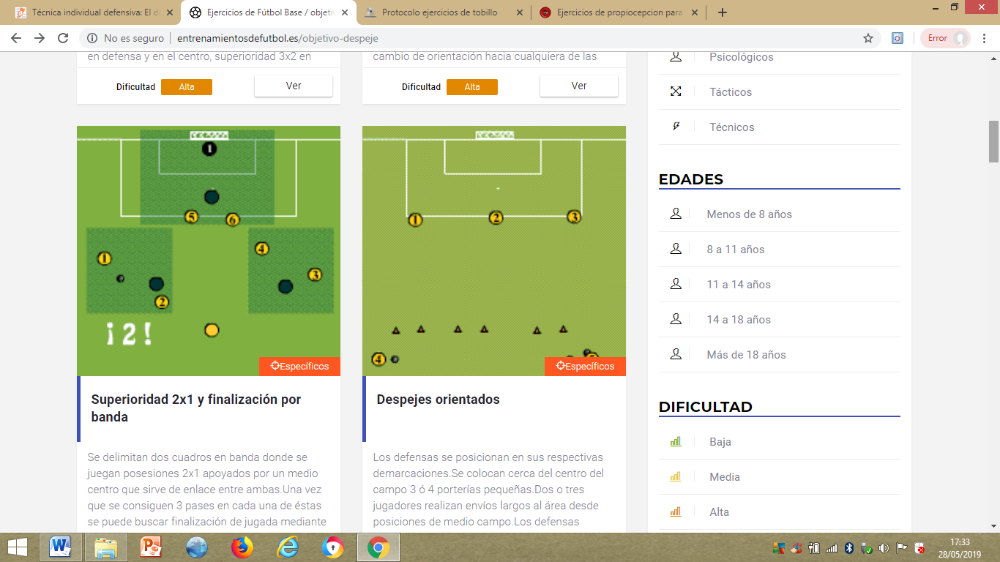 Técnica individual defensiva: El d
Ejercicios de Fútbol Base / objeti
Protocolo ejercicios de tobillo
Ejercicios de propiocepcion para
No es seguro
entrenamientosdefutbol.es/objetivo-despeje
Error
en defensa y en el centro, superioridad 3x2 en
Dificultad
Alta
Ver
cambio de orientación hacia cualquiera de las
Dificultad
Alta
Ver
1
5
6
1
2
4
3
¡2!
Específicos
Superioridad 2x1 y finalización por
banda
Se delimitan dos cuadros en banda donde se
juegan posesiones 2x1 apoyados por un medio
centro que sirve de enlace entre ambas.Una vez
que se consiguen 3 pases en cada una de éstas
se puede buscar finalización de jugada mediante
1
2
3
4
Específicos
Despejes orientados
Los defensas se posicionan en sus respectivas
demarcaciones.Se colocan cerca del centro del
campo 3 ó 4 porterías pequeñas.Dos o tres
jugadores realizan envíos largos al área desde
posiciones de medio campo.Los defensas
Psicológicos
Tácticos
Técnicos
EDADES
Menos de 8 años
8 a 11 años
11 a 14 años
14 a 18 años
Más de 18 años
DIFICULTAD
Baja
Media
Alta
17:33
28/05/2019